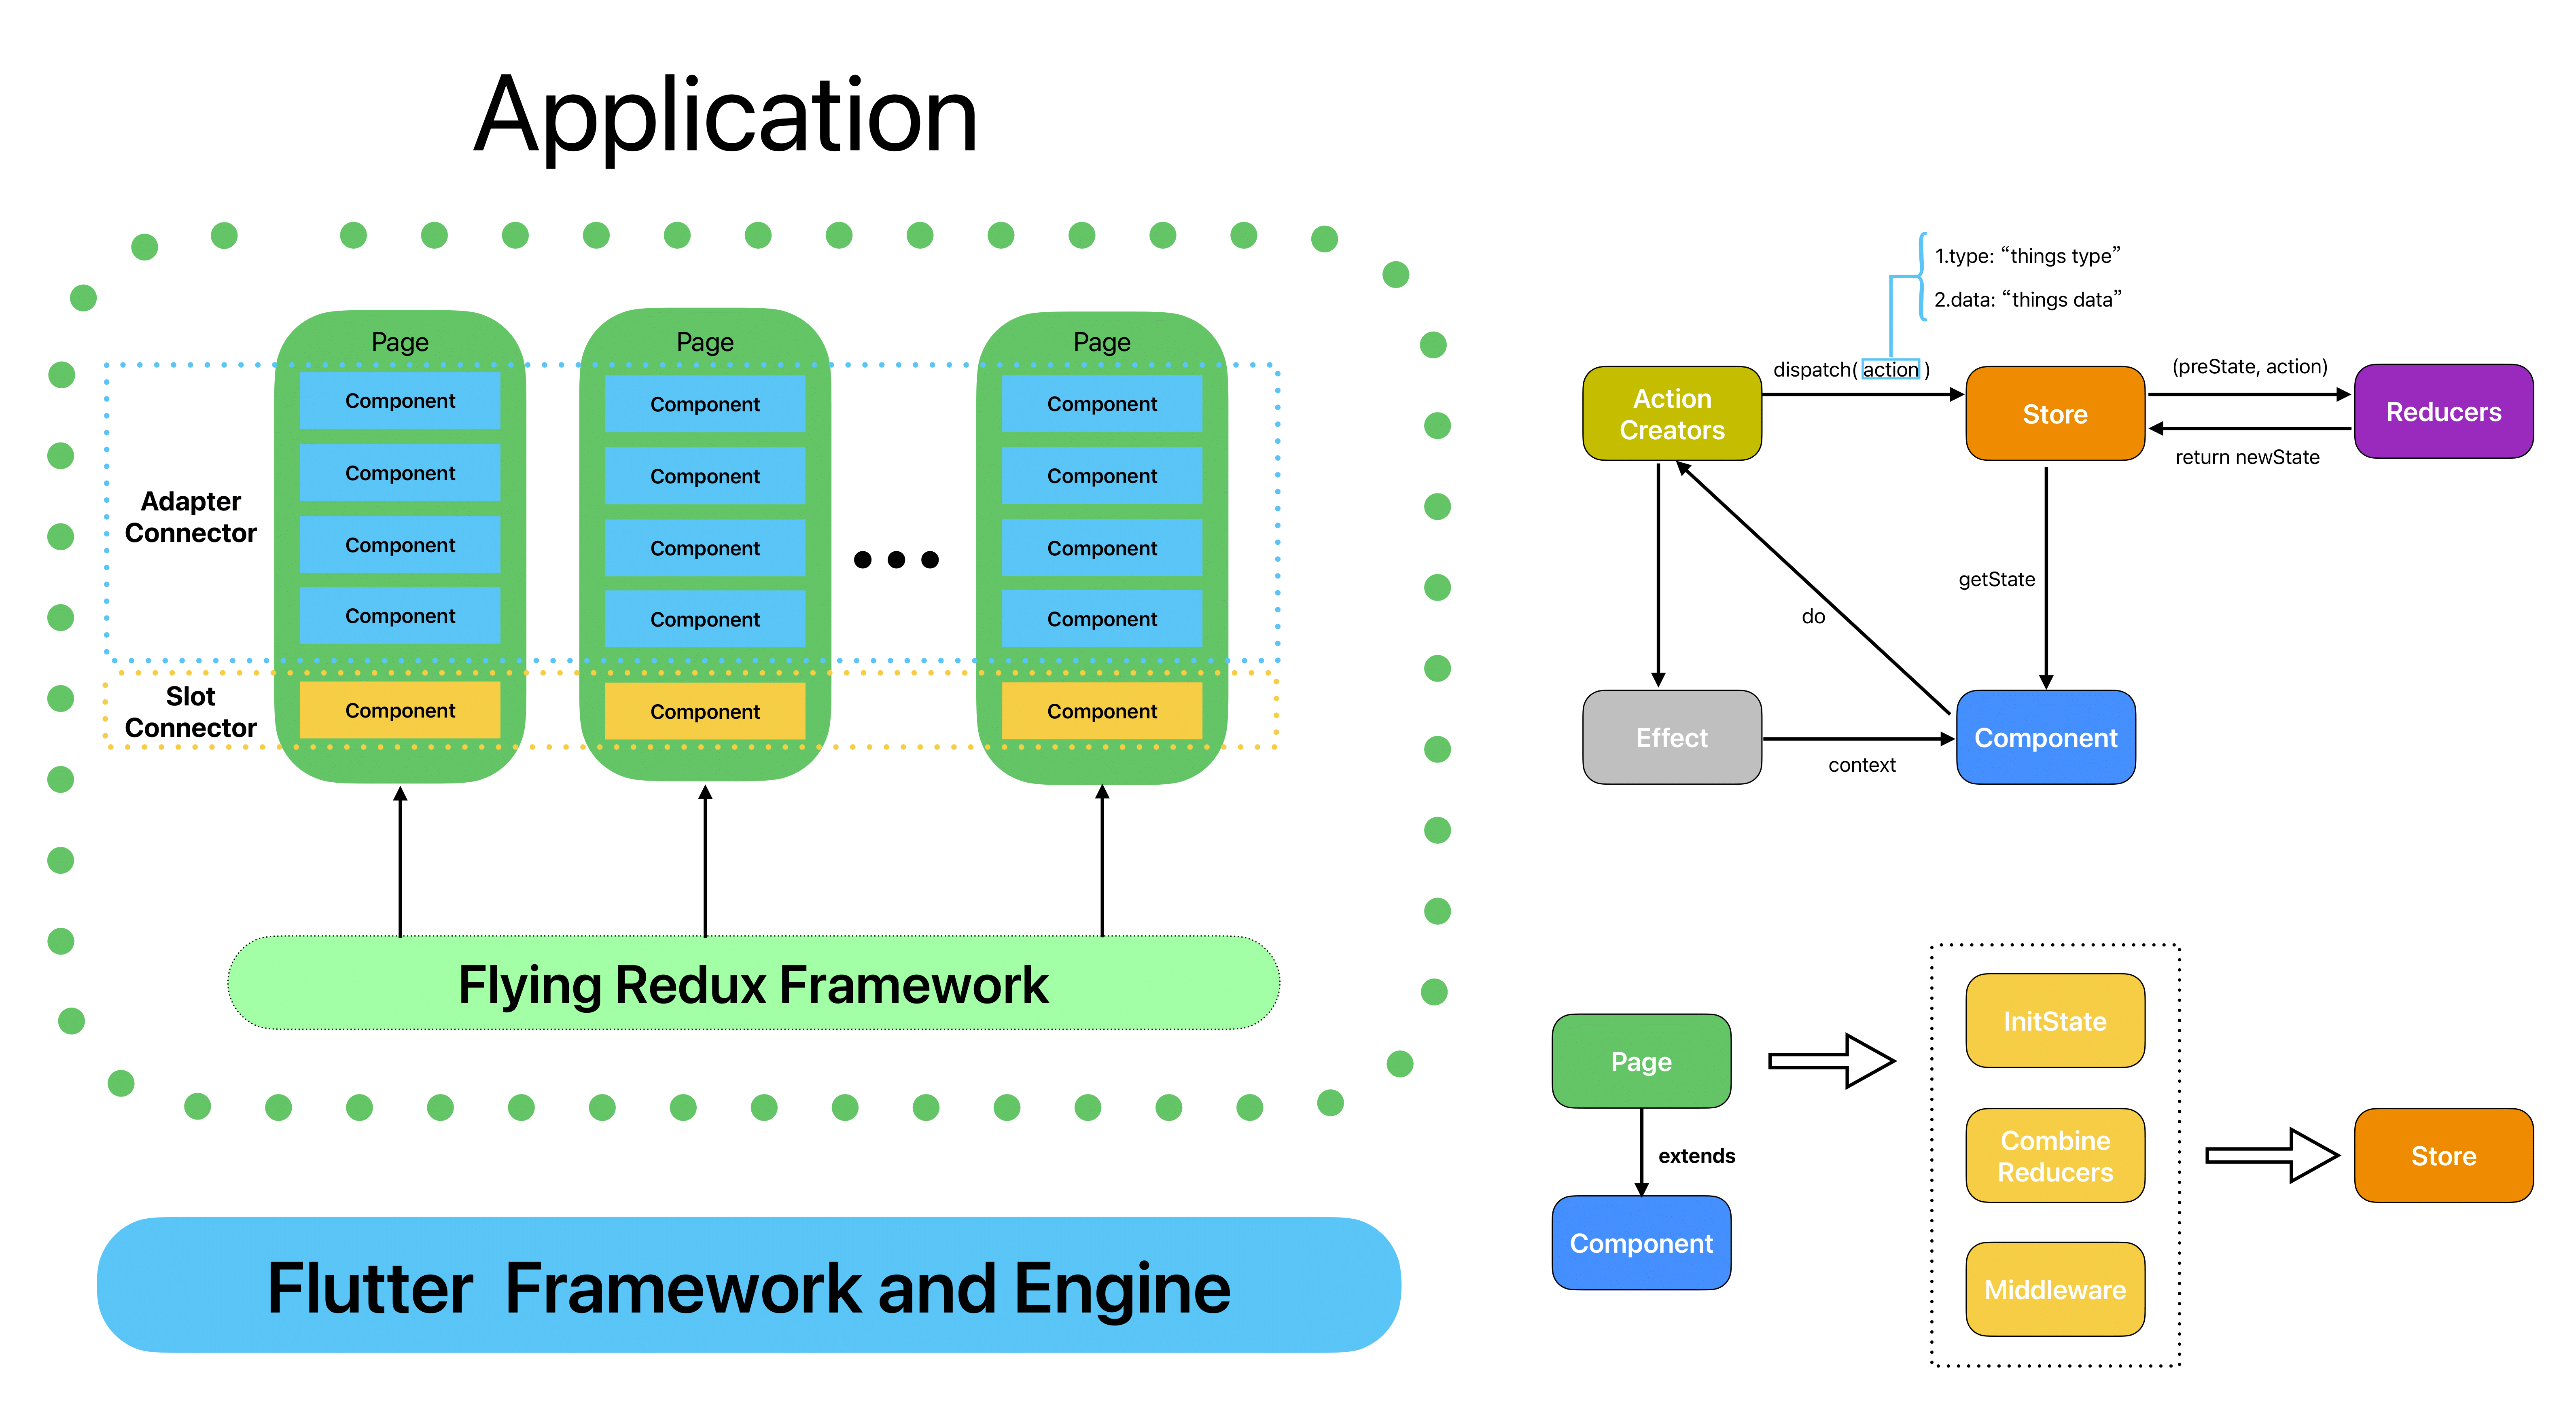 Application
Page
Component
Component
Component
Component
Component
Page
Component
Component
Component
Component
Component
Page
Component
Component
Component
Component
Component
Adapter
Connector
Slot
Connector
Flying Redux Framework
Flutter Framework and Engine
1.type: “things type”
2.data: “things data”
Action
Creators
dispatch( action )
Store
(preState, action)
return newState
Reducers
getState
do
Effect
context
Component
Page
extends
Component
InitState
Combine
Reducers
Middleware
Store